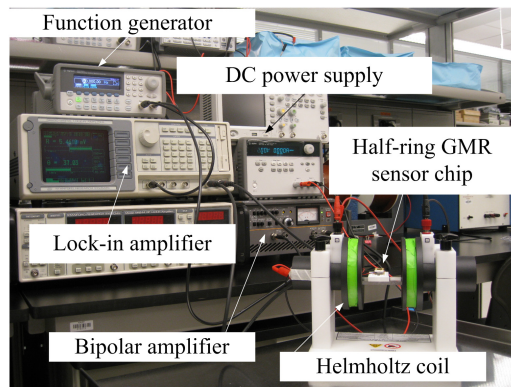 Function generator
DC power supply
Half-ring GMR
sensor chip
Lock-in amplifier
Bipolar amplifier
Helmholtz coil